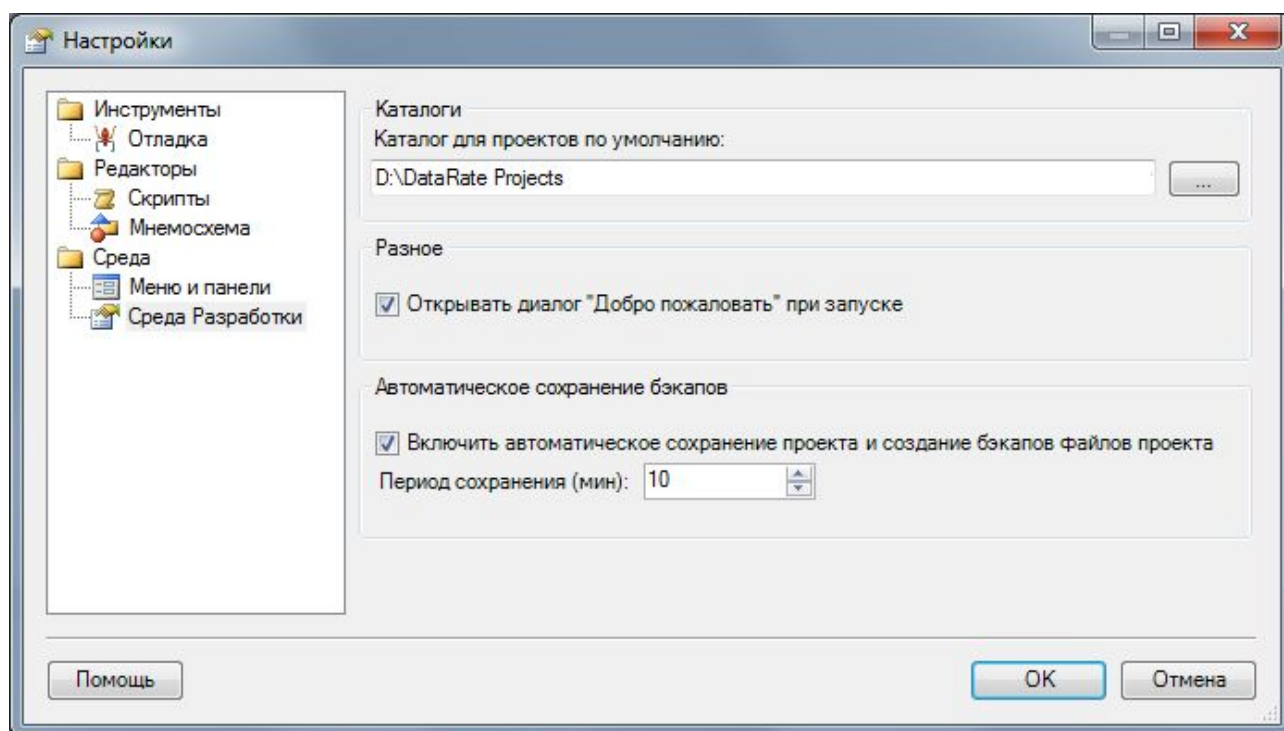 Настройки
Инструменты
Отладка
Редакторы
Скрипты
Мнемосхема
Среда
Меню и панели
Среда Разработки
Каталоги
Каталог для проектов по умолчанию:
D:\DataRate Projects
...
Разное
Открывать диалог "Добро пожаловать" при запуске
Автоматическое сохранение бэкапов
Включить автоматическое сохранение проекта и создание бэкапов файлов проекта
Период сохранения (мин): 10
Помощь
OK
Отмена